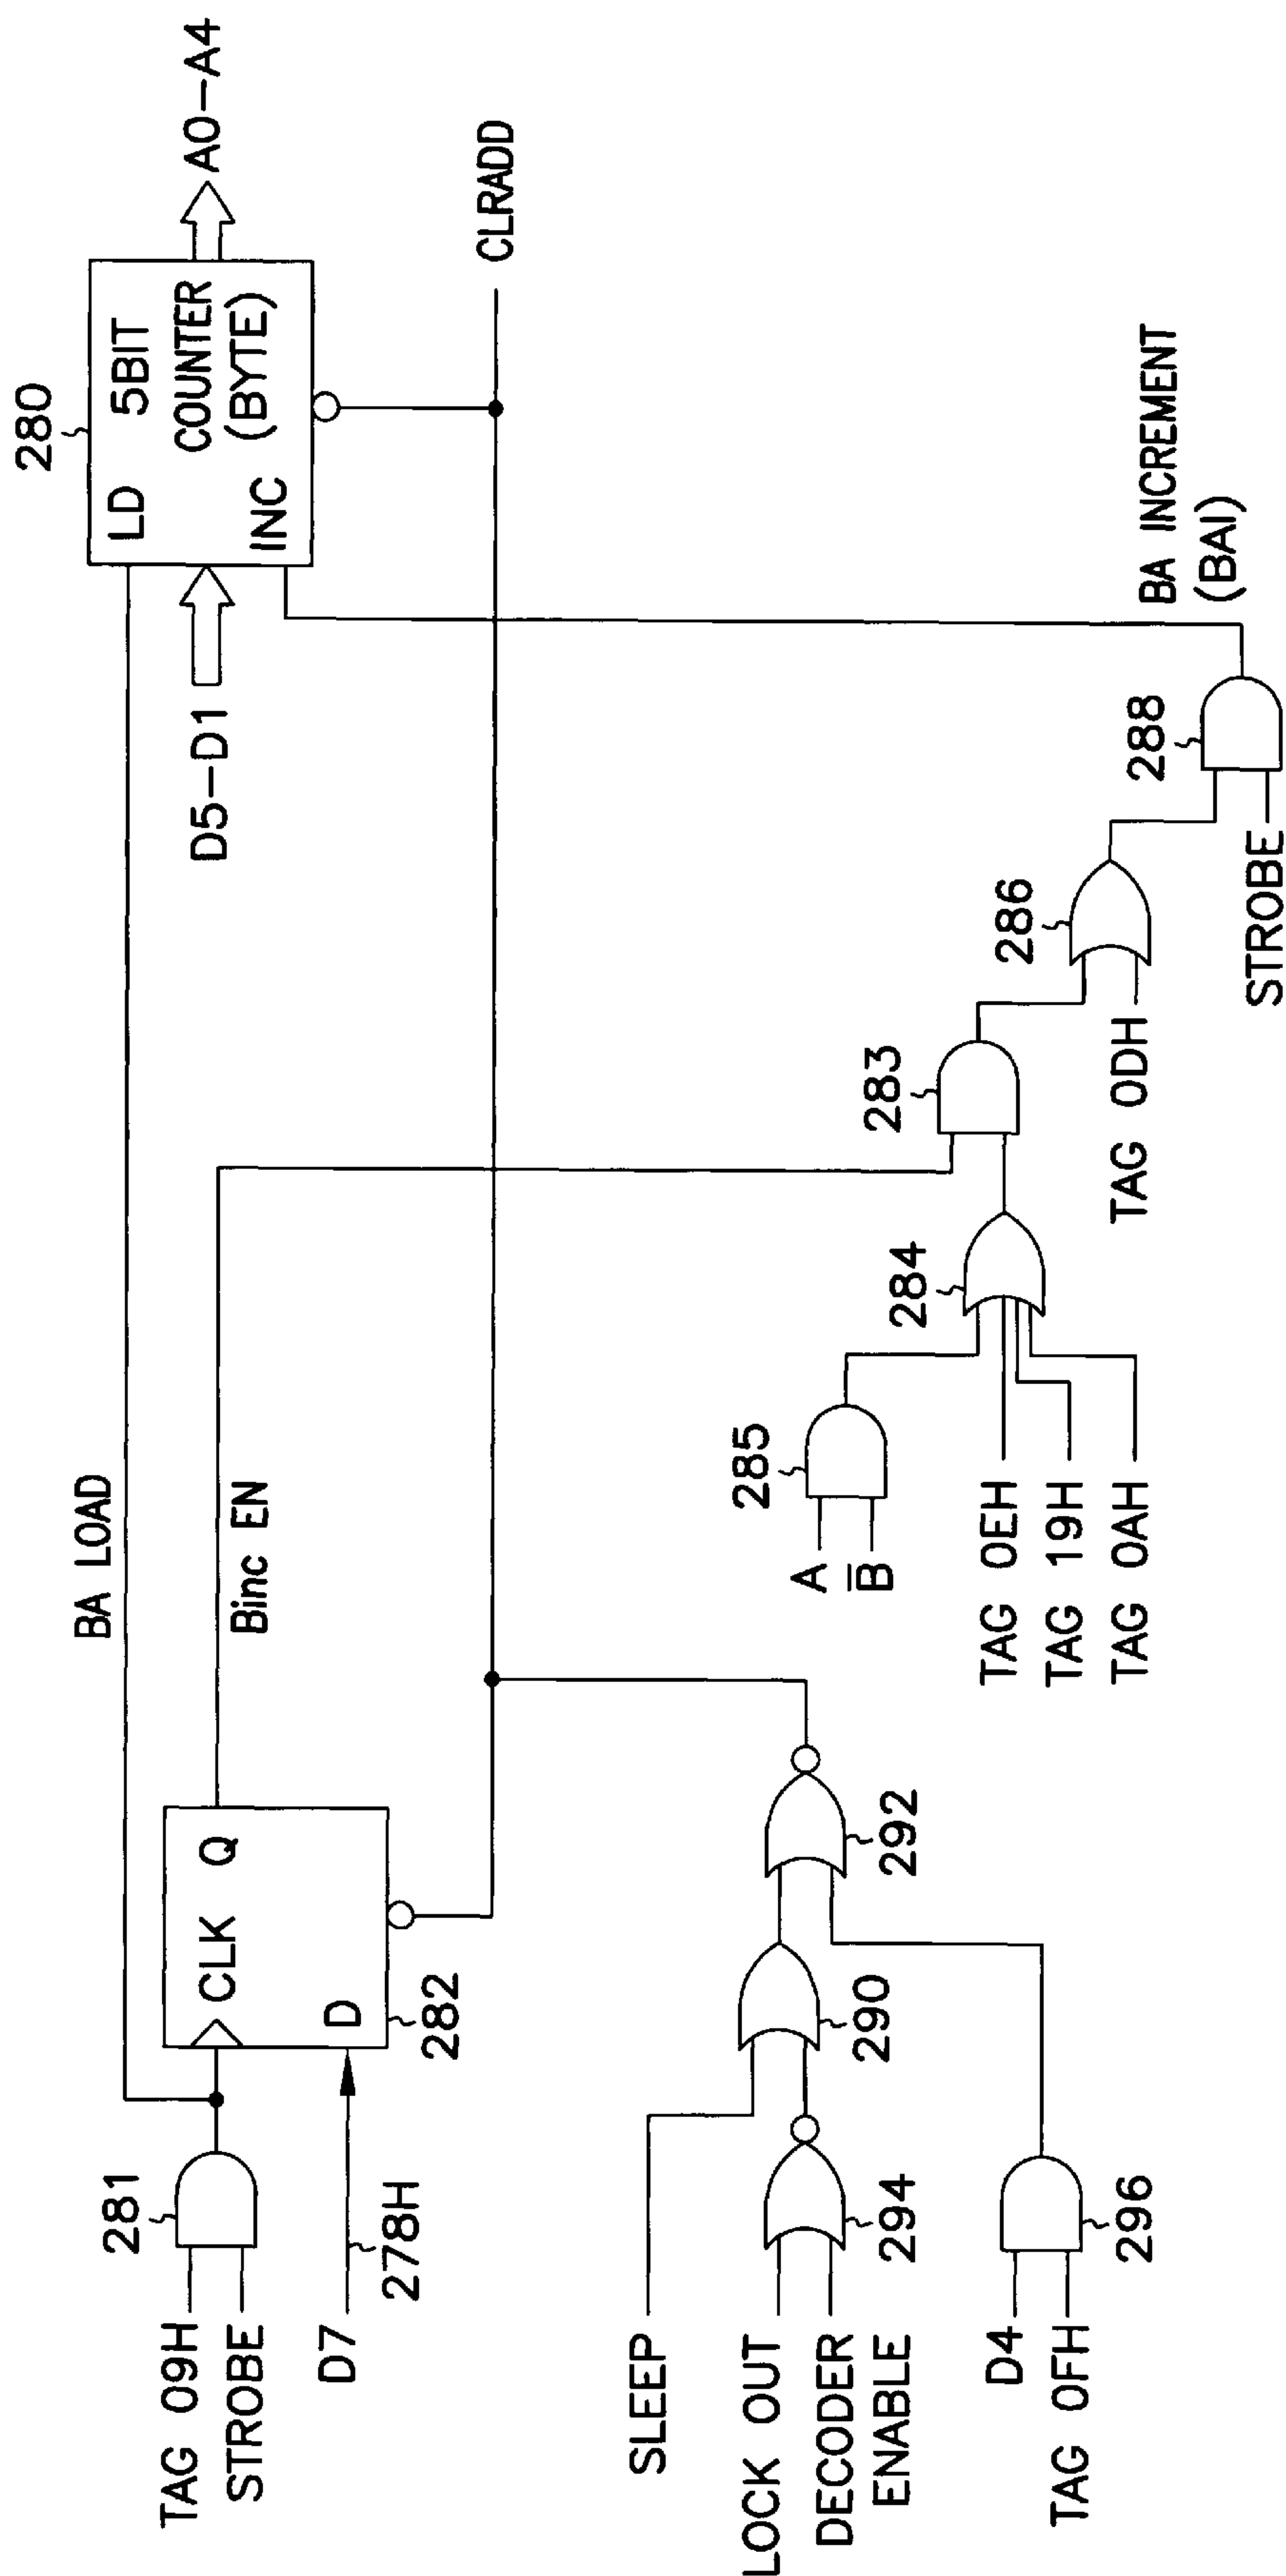 280
LD 5BIT
COUNTER
(BYTE)
INC
A0-A4
D5-D1
CLRADD
BA LOAD
Binc EN
281
TAG 09H
STROBE
CLK Q
D
282
D7
278H
SLEEP
LOCK OUT
DECODER
ENABLE
294
290
292
D4
TAG 0FH
296
A
B̅
285
284
TAG 0EH
TAG 19H
TAG 0AH
283
286
TAG 0DH
288
STROBE
BA INCREMENT
(BAI)